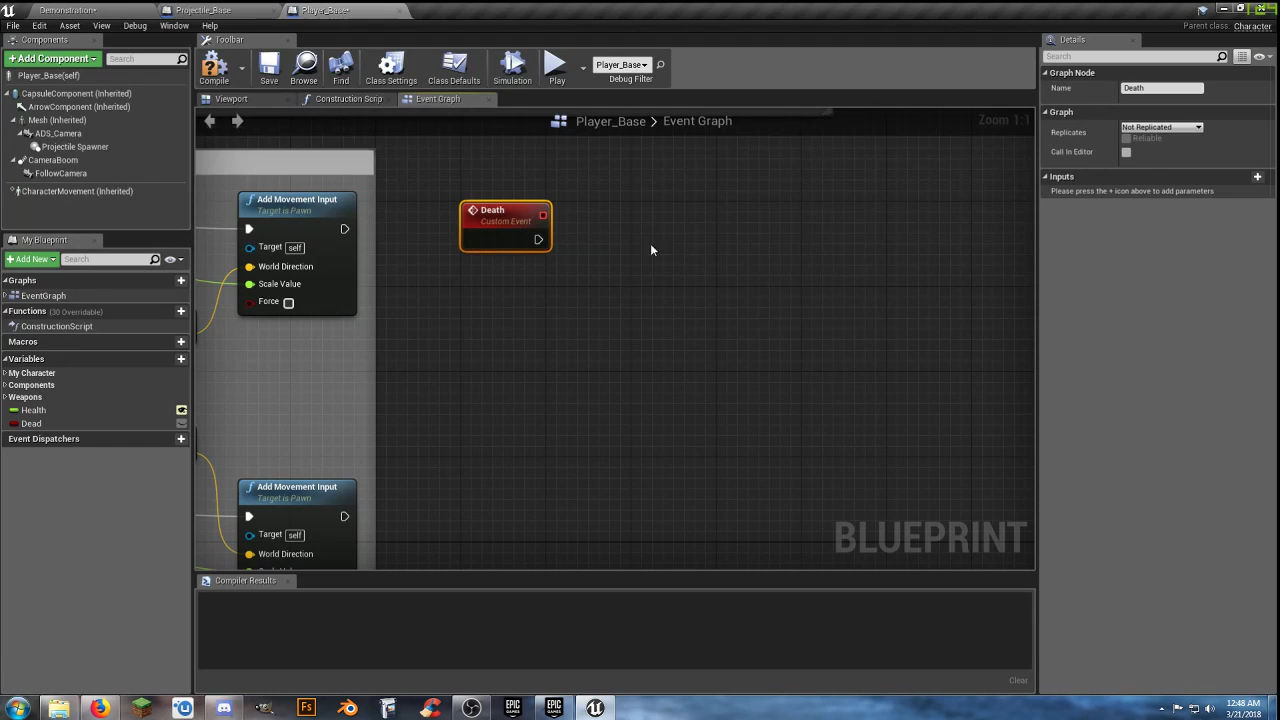 Demonstration*
Projectile_Base
Player_Base*
File Edit Asset View Debug Window Help
Parent class: Character
Components
Add Component
Search
Player_Base(self)
CapsuleComponent (Inherited)
ArrowComponent (Inherited)
Mesh (Inherited)
ADS_Camera
Projectile Spawner
CameraBoom
FollowCamera
CharacterMovement (Inherited)
My Blueprint
Add New
Search
Graphs
EventGraph
Functions (30 Overridable)
ConstructionScript
Macros
Variables
My Character
Components
Weapons
Health
Dead
Event Dispatchers
Toolbar
Compile
Save
Browse
Find
Class Settings
Class Defaults
Simulation
Play
Player_Base
Debug Filter
Viewport
Construction Scrip
Event Graph
Player_Base > Event Graph
Zoom 1:1
Add Movement Input
Target is Pawn
Target self
World Direction
Scale Value
Force
Death
Custom Event
Add Movement Input
Target is Pawn
Target self
World Direction
BLUEPRINT
Compiler Results
Clear
Details
Search
Graph Node
Name Death
Graph
Replicates Not Replicated
Reliable
Call In Editor
Inputs
Please press the + icon above to add parameters
Fs
EPIC GAMES
EPIC GAMES
12:48 AM
3/21/2018